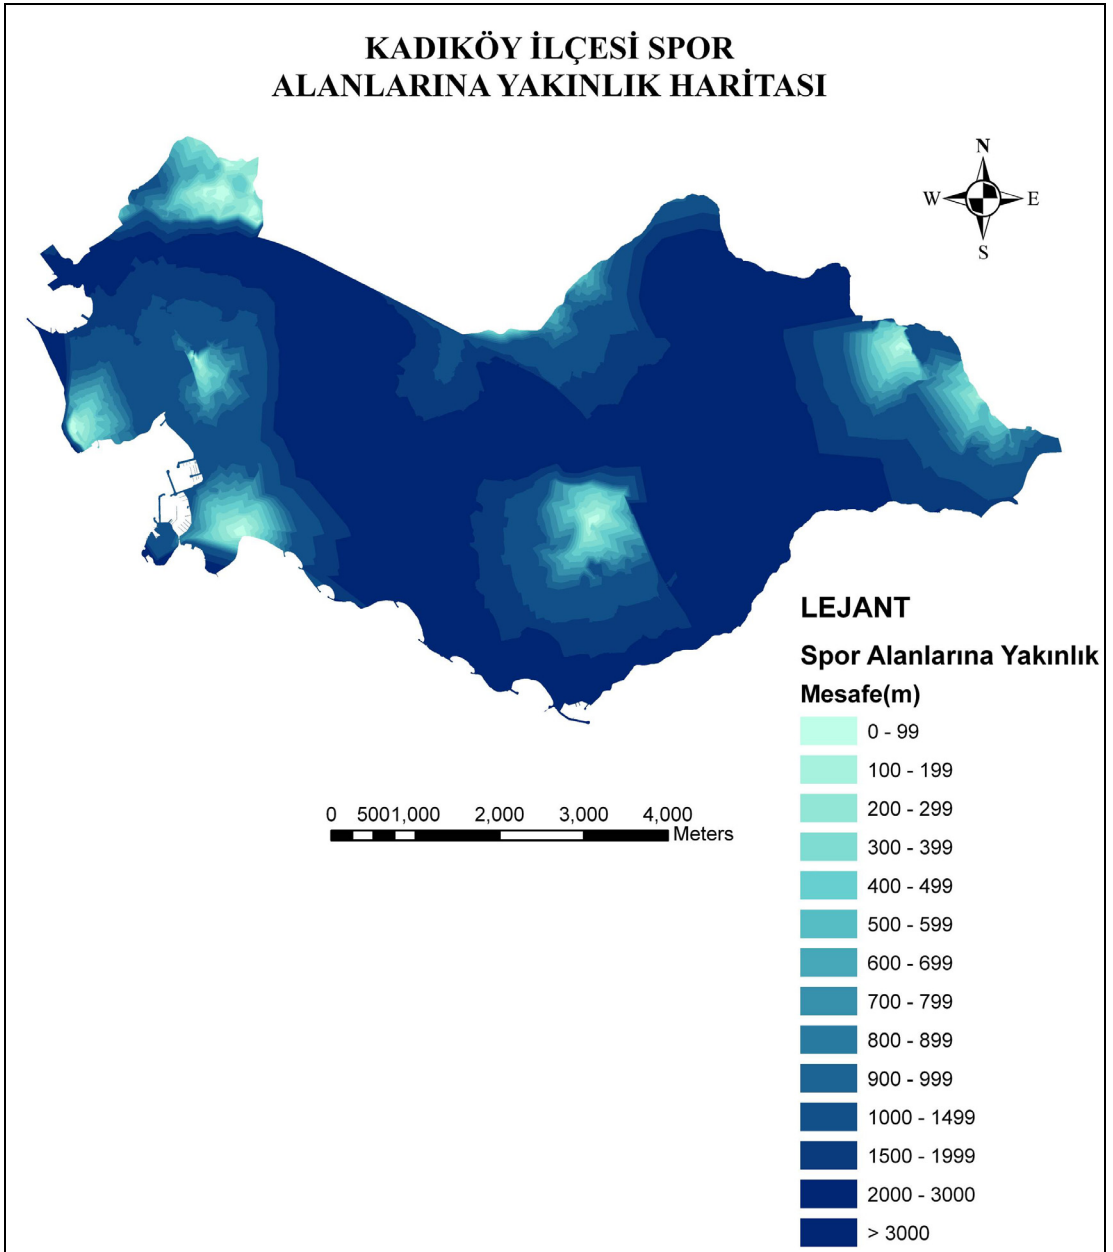 KADIKÖY İLÇESİ SPOR
ALANLARINA YAKINLIK HARİTASI
N
W E
S
LEJANT
Spor Alanlarına Yakınlık
Mesafe(m)
0 - 99
100 - 199
200 - 299
300 - 399
400 - 499
500 - 599
600 - 699
700 - 799
800 - 899
900 - 999
1000 - 1499
1500 - 1999
2000 - 3000
> 3000
0 500 1,000 2,000 3,000 4,000
Meters